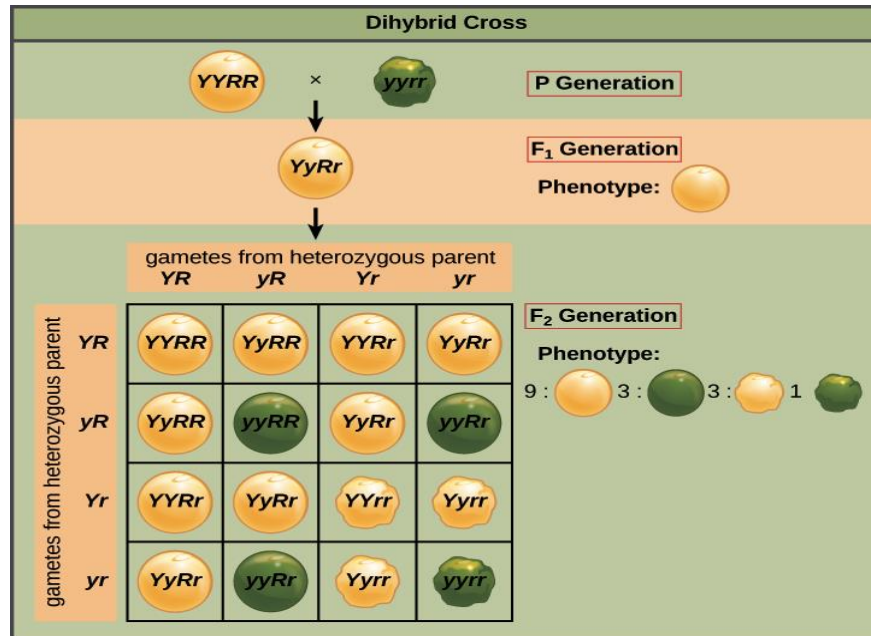 Dihybrid Cross
YYRR × yyrr
P Generation
YyRr
F₁ Generation
Phenotype:
gametes from heterozygous parent
YR yR Yr yr
gametes from heterozygous parent
YR YYRR YyRR YYRr YyRr
yR YyRR yyRR YyRr yyRr
Yr YYRr YyRr YYrr Yyrr
yr YyRr yyRr Yyrr yyrr
F₂ Generation
Phenotype:
9 : 3 : 3 : 1